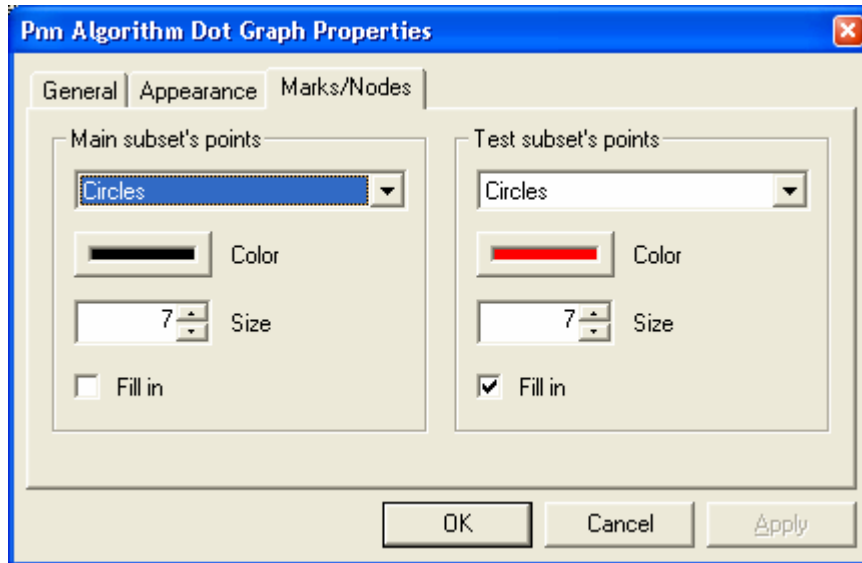 Pnn Algorithm Dot Graph Properties
General Appearance Marks/Nodes
Main subset's points
Circles
Color
7 Size
Fill in
Test subset's points
Circles
Color
7 Size
Fill in
OK Cancel Apply